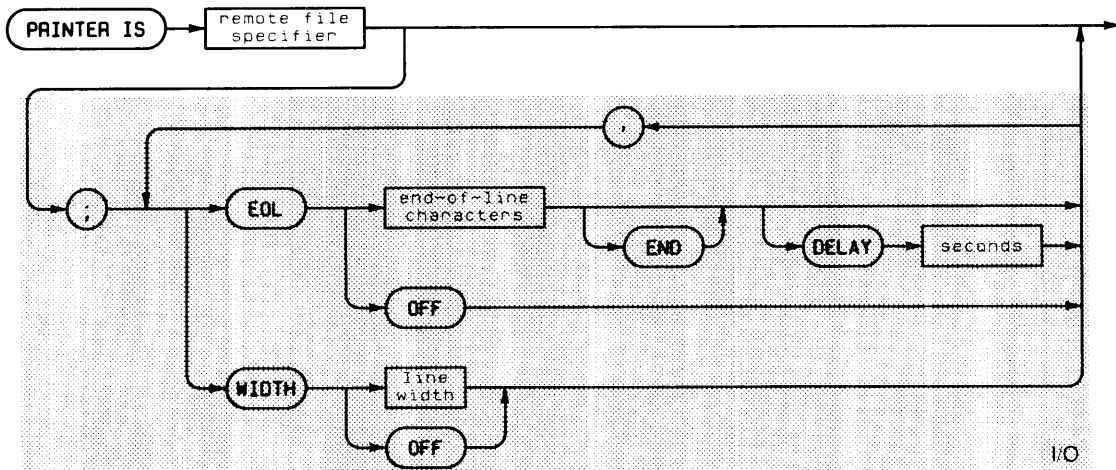 PRINTER IS
remote file
specifier
,
;
EOL
end-of-line
characters
END
DELAY
seconds
OFF
WIDTH
line
width
OFF
I/O